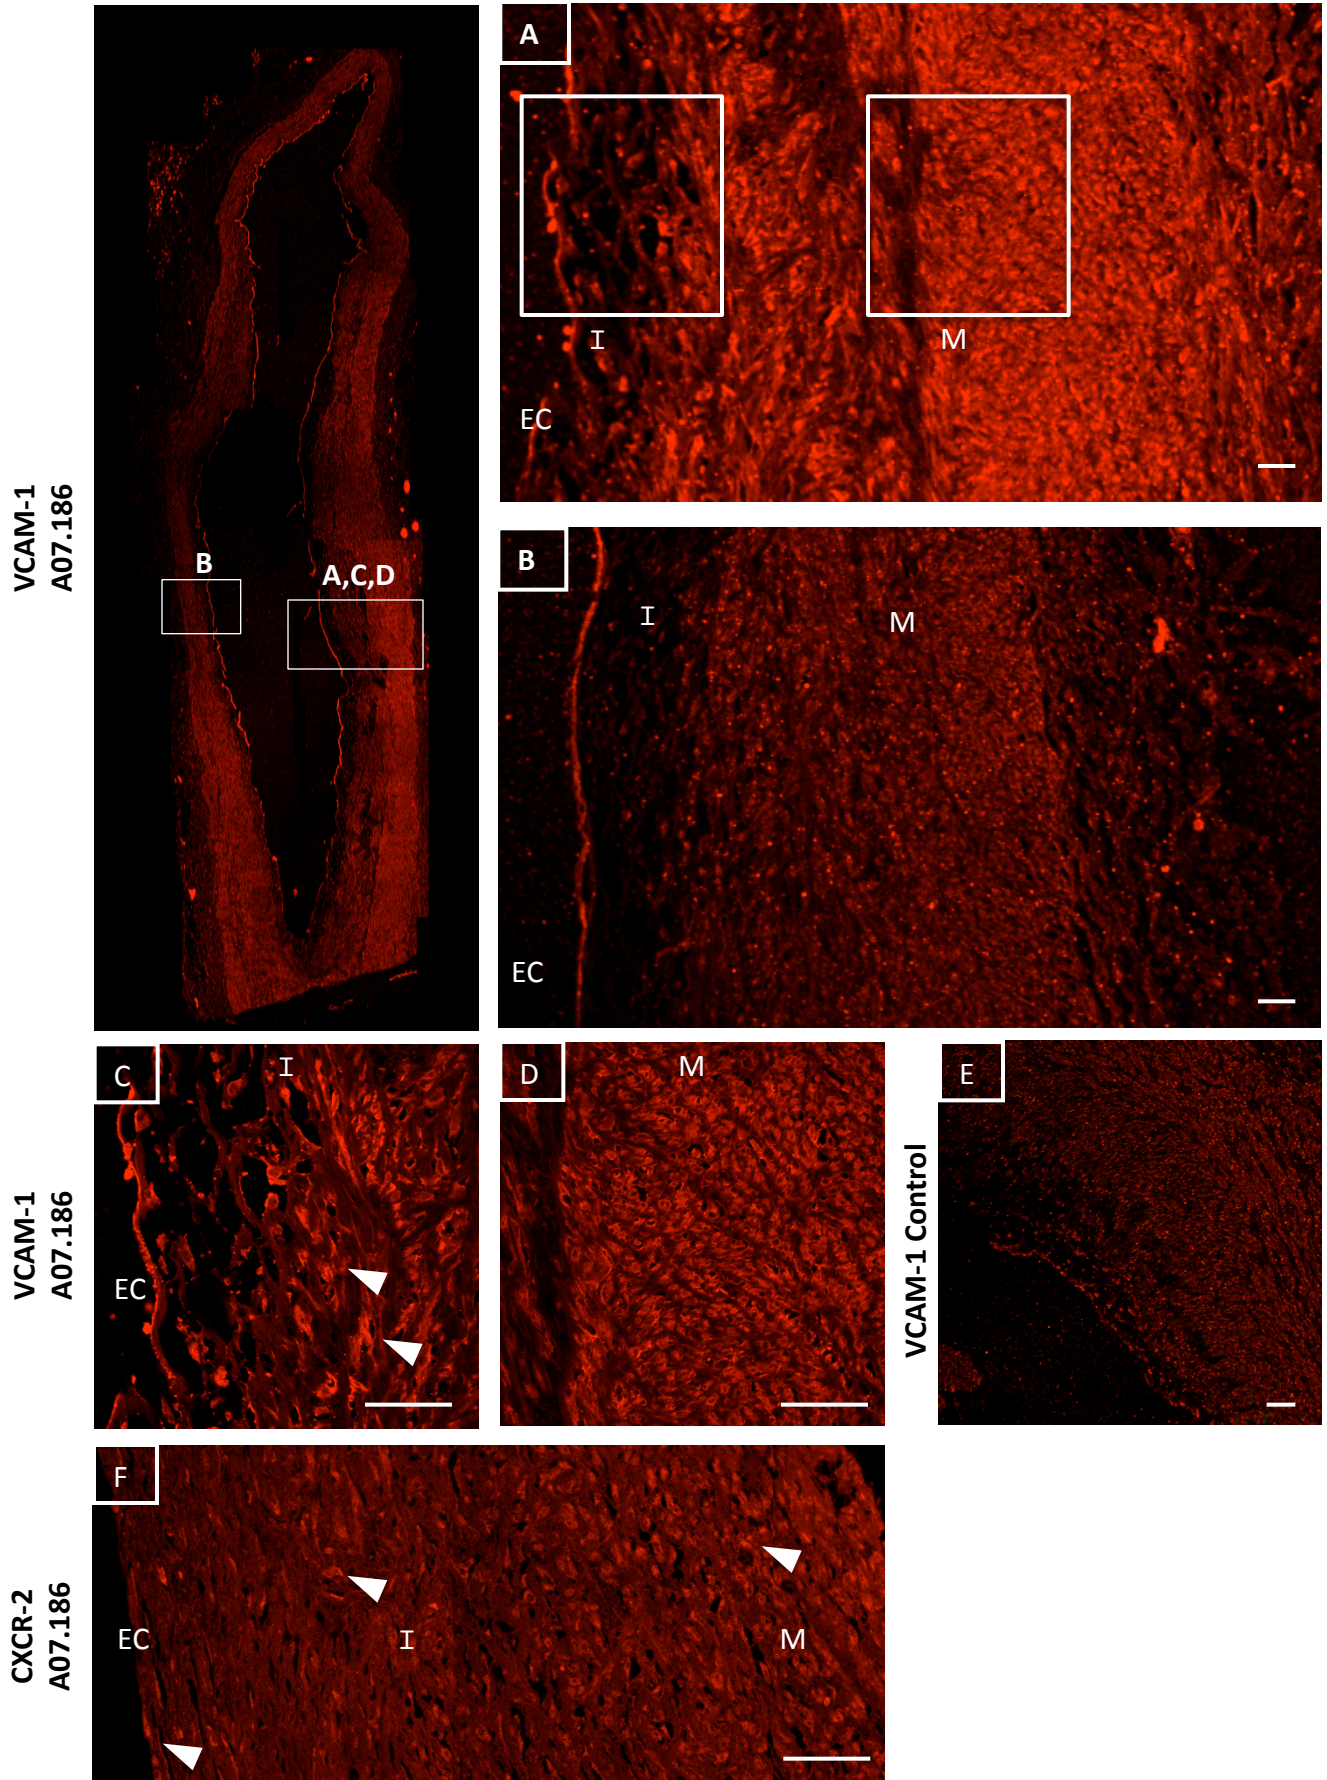 VCAM-1
A07.186
B
A,C,D
A
I
M
EC
B
I
M
EC
VCAM-1
A07.186
C
I
EC
D
M
VCAM-1 Control
E
CXCR-2
A07.186
F
EC
I
M